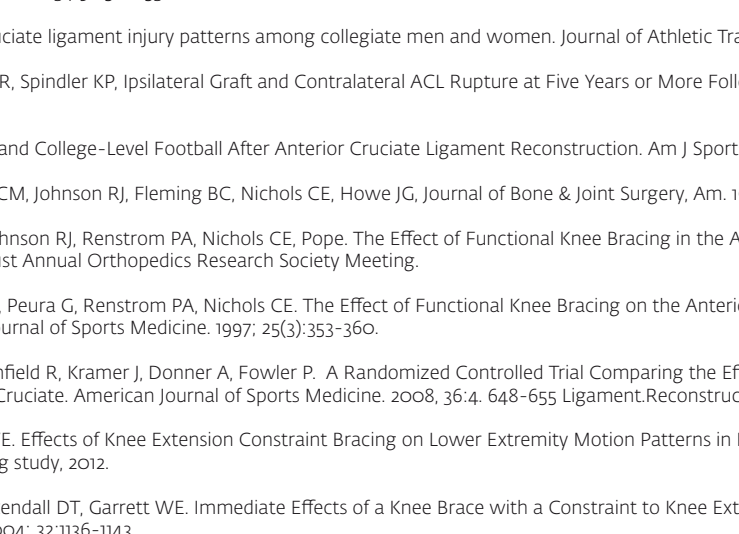 uciate ligament injury patterns among collegiate men and women. Journal of Athletic Tra
R, Spindler KP, Ipsilateral Graft and Contralateral ACL Rupture at Five Years or More Foll
and College-Level Football After Anterior Cruciate Ligament Reconstruction. Am J Sport
CM, Johnson RJ, Fleming BC, Nichols CE, Howe JG, Journal of Bone & Joint Surgery, Am. 1
hnson RJ, Renstrom PA, Nichols CE, Pope. The Effect of Functional Knee Bracing in the A
ust Annual Orthopedics Research Society Meeting.
, Peura G, Renstrom PA, Nichols CE. The Effect of Functional Knee Bracing on the Anteri
ournal of Sports Medicine. 1997; 25(3):353-360.
nfield R, Kramer J, Donner A, Fowler P. A Randomized Controlled Trial Comparing the Ef
Cruciate. American Journal of Sports Medicine. 2008, 36:4. 648-655 Ligament.Reconstruc
E. Effects of Knee Extension Constraint Bracing on Lower Extremity Motion Patterns in
g study, 2012.
endall DT, Garrett WE. Immediate Effects of a Knee Brace with a Constraint to Knee Ext
004; 32:1136-1143